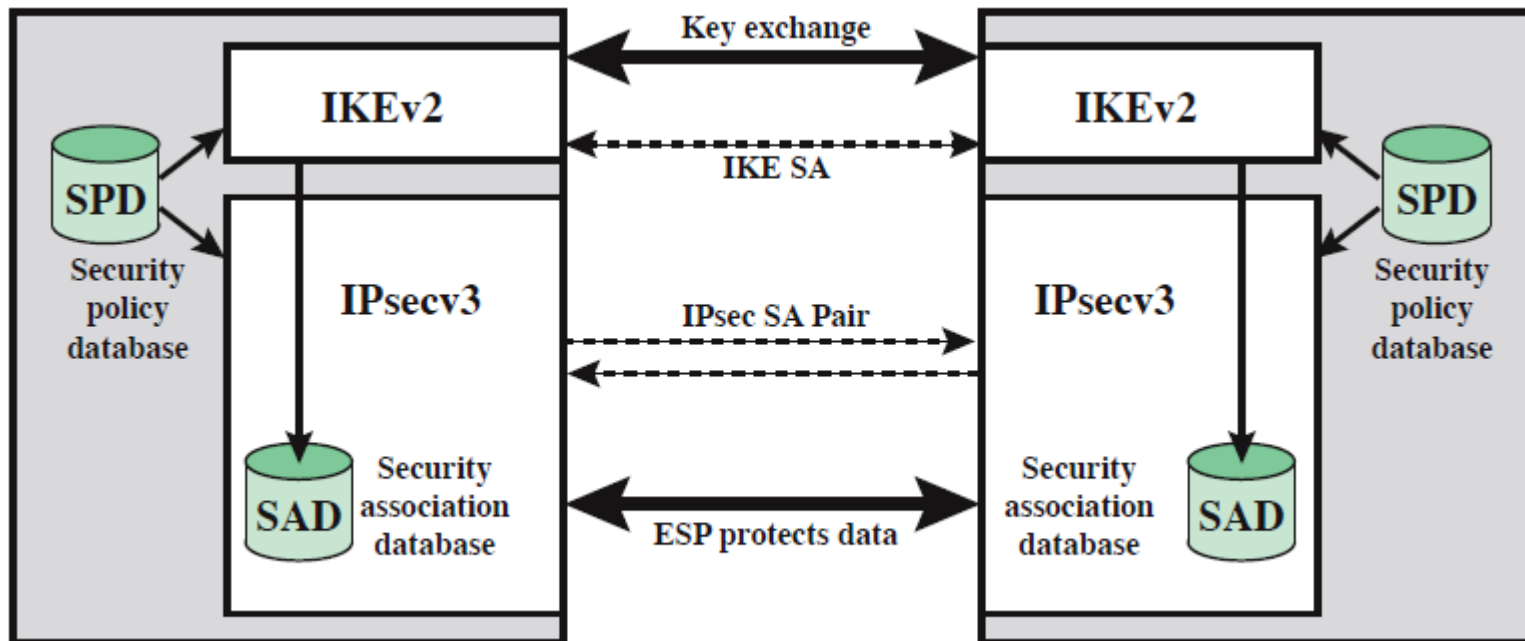 Key exchange
IKEv2
IKEv2
SPD
IKE SA
SPD
Security
policy
database
Security
policy
database
IPsecv3
IPsec SA Pair
IPsecv3
SAD
Security
association
database
ESP protects data
Security
association
database
SAD